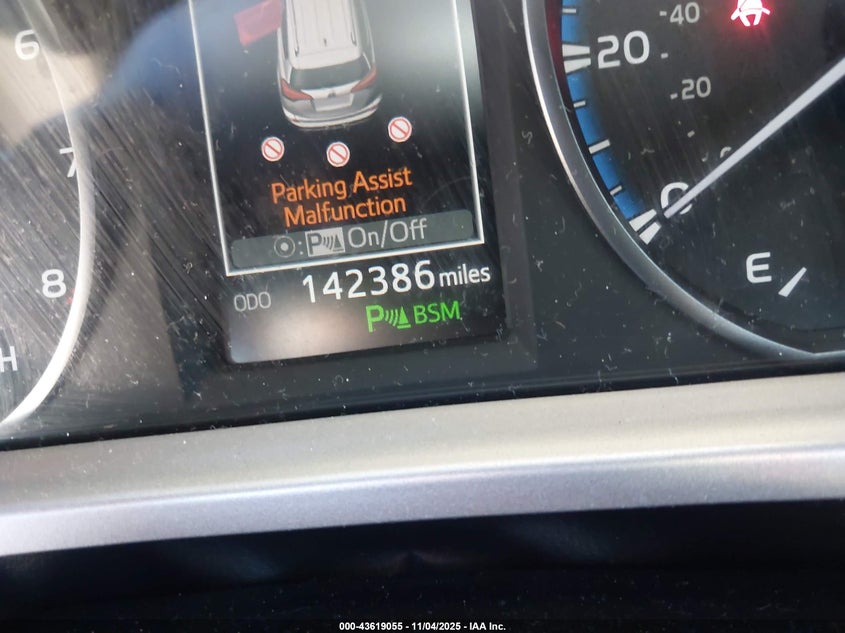 6
7
8
H
Parking Assist
Malfunction
: P On/Off
ODO 142386 miles
P BSM
-40
20
-20
0
E
000-43619055 - 11/04/2025 - IAA Inc.